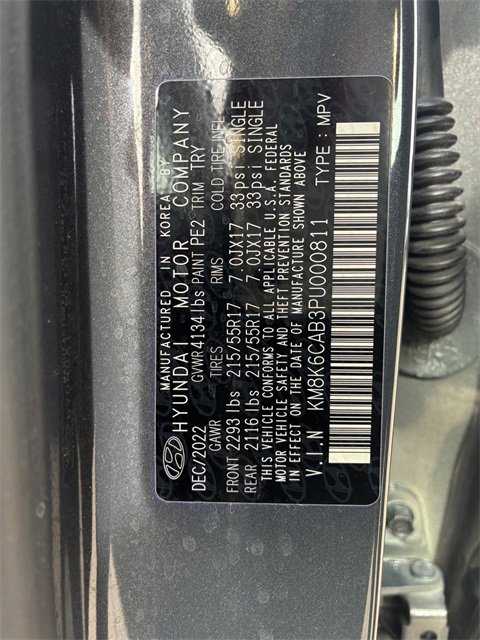 MANUFACTURED IN KOREA BY
HYUNDAI MOTOR COMPANY
DEC/2022 GVWR 4134 lbs PAINT PE2 TRIM TRY
GAWR RIMS COLD TIRE INFL
FRONT 2293 lbs 215/55R17 7.0JX17 33psi SINGLE
REAR 2116 lbs 215/55R17 7.0JX17 33psi SINGLE
THIS VEHICLE CONFORMS TO ALL APPLICABLE U.S.A. FEDERAL
MOTOR VEHICLE SAFETY AND THEFT PREVENTION STANDARDS
IN EFFECT ON THE DATE OF MANUFACTURE SHOWN ABOVE
V.I.N KM8K6CAB3PU000811 TYPE : MPV